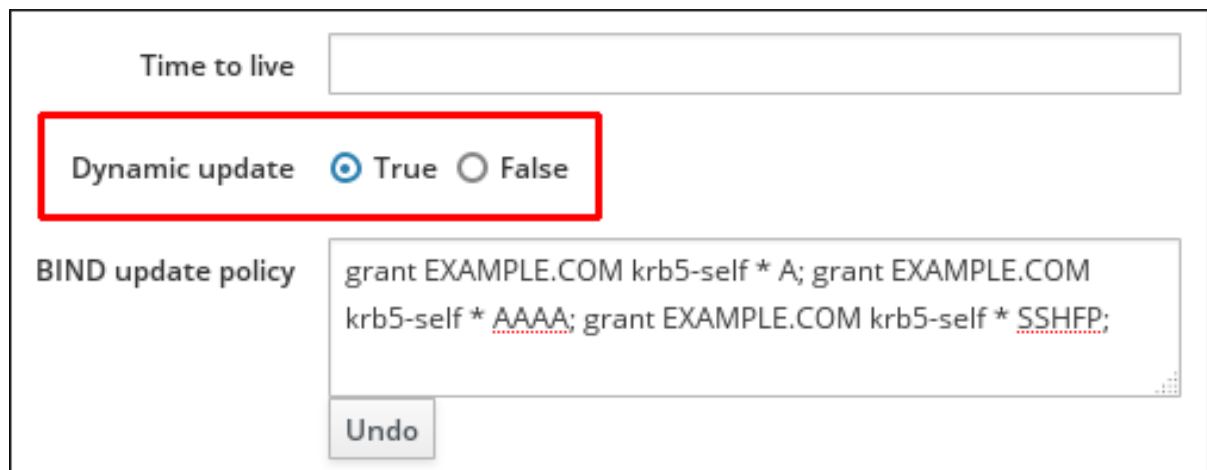 Time to live
Dynamic update True False
BIND update policy
grant EXAMPLE.COM krb5-self * A; grant EXAMPLE.COM
krb5-self * AAAA; grant EXAMPLE.COM krb5-self * SSHFP;
Undo